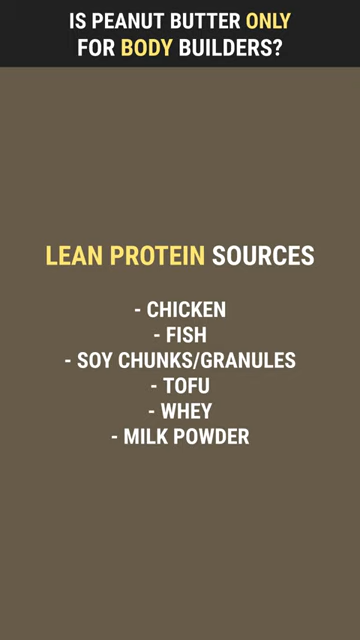 IS PEANUT BUTTER ONLY
FOR BODY BUILDERS?
LEAN PROTEIN SOURCES
- CHICKEN
- FISH
- SOY CHUNKS/GRANULES
- TOFU
- WHEY
- MILK POWDER